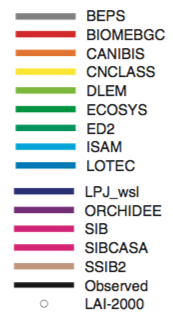 BEPS
BIOMEBGC
CANIBIS
CNCLASS
DLEM
ECOSYS
ED2
ISAM
LOTEC
LPJ_wsl
ORCHIDEE
SIB
SIBCASA
SSIB2
Observed
LAI-2000